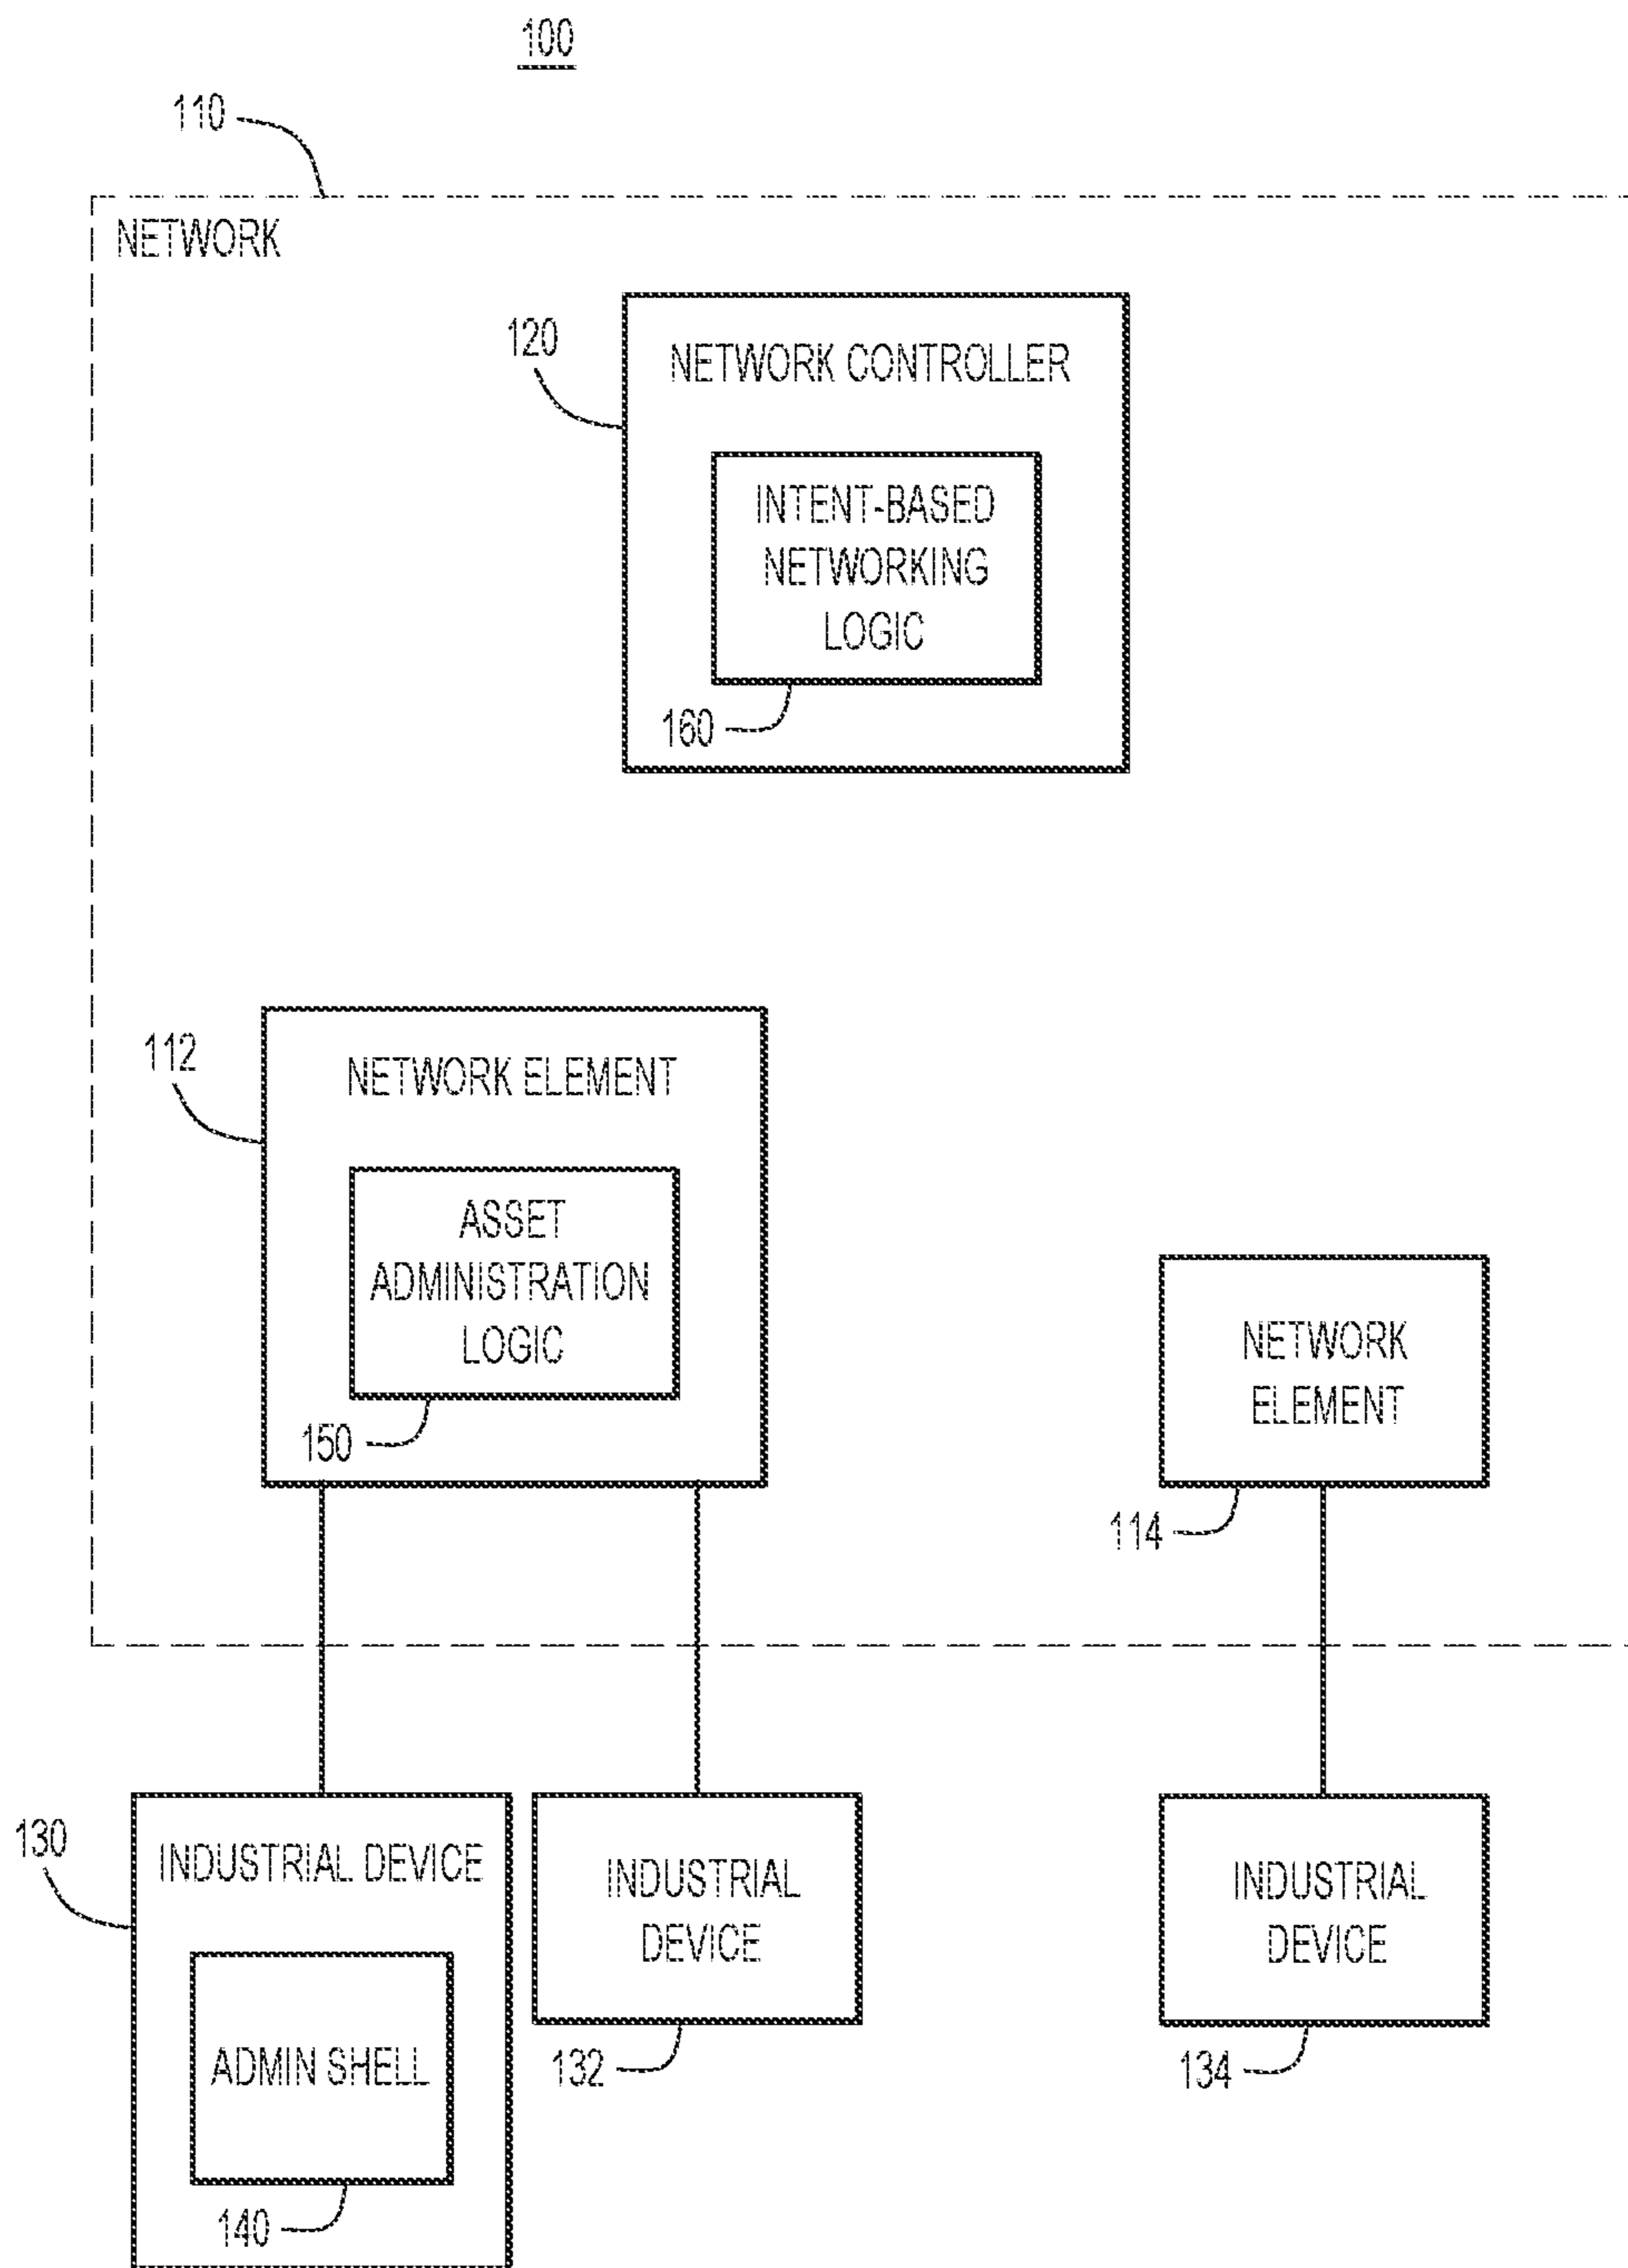 100
110
NETWORK
120
NETWORK CONTROLLER
INTENT-BASED
NETWORKING
LOGIC
160
112
NETWORK ELEMENT
ASSET
ADMINISTRATION
LOGIC
150
NETWORK
ELEMENT
114
130
INDUSTRIAL DEVICE
ADMIN SHELL
140
INDUSTRIAL
DEVICE
132
INDUSTRIAL
DEVICE
134